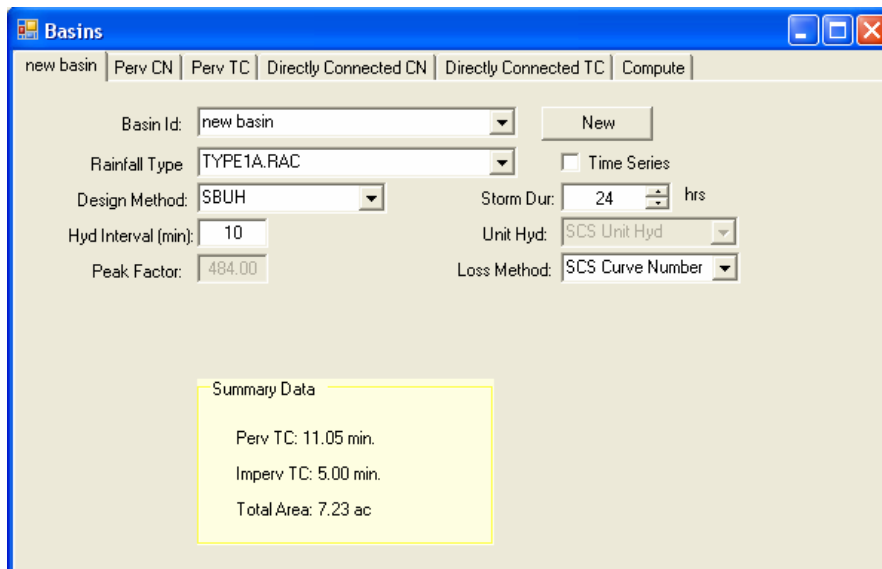 Basins
new basin Perv CN Perv TC Directly Connected CN Directly Connected TC Compute
Basin Id: new basin New
Rainfall Type TYPE1A.RAC Time Series
Design Method: SBUH Storm Dur: 24 hrs
Hyd Interval (min): 10 Unit Hyd: SCS Unit Hyd
Peak Factor: 484.00 Loss Method: SCS Curve Number
Summary Data
Perv TC: 11.05 min.
Imperv TC: 5.00 min.
Total Area: 7.23 ac